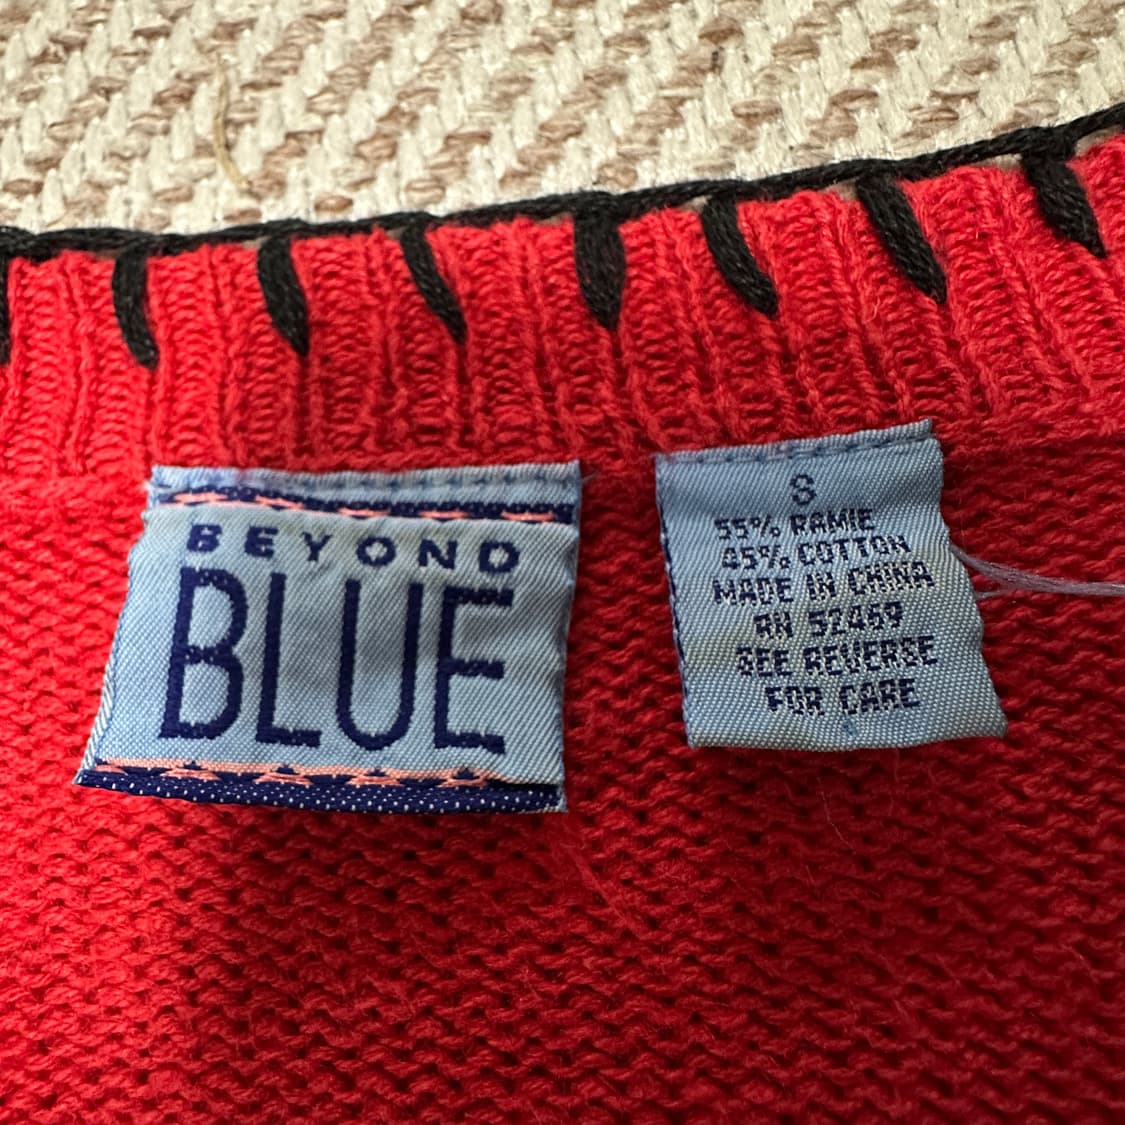 BEYOND
BLUE
S
55% RAMIE
45% COTTON
MADE IN CHINA
RN 52469
SEE REVERSE
FOR CARE